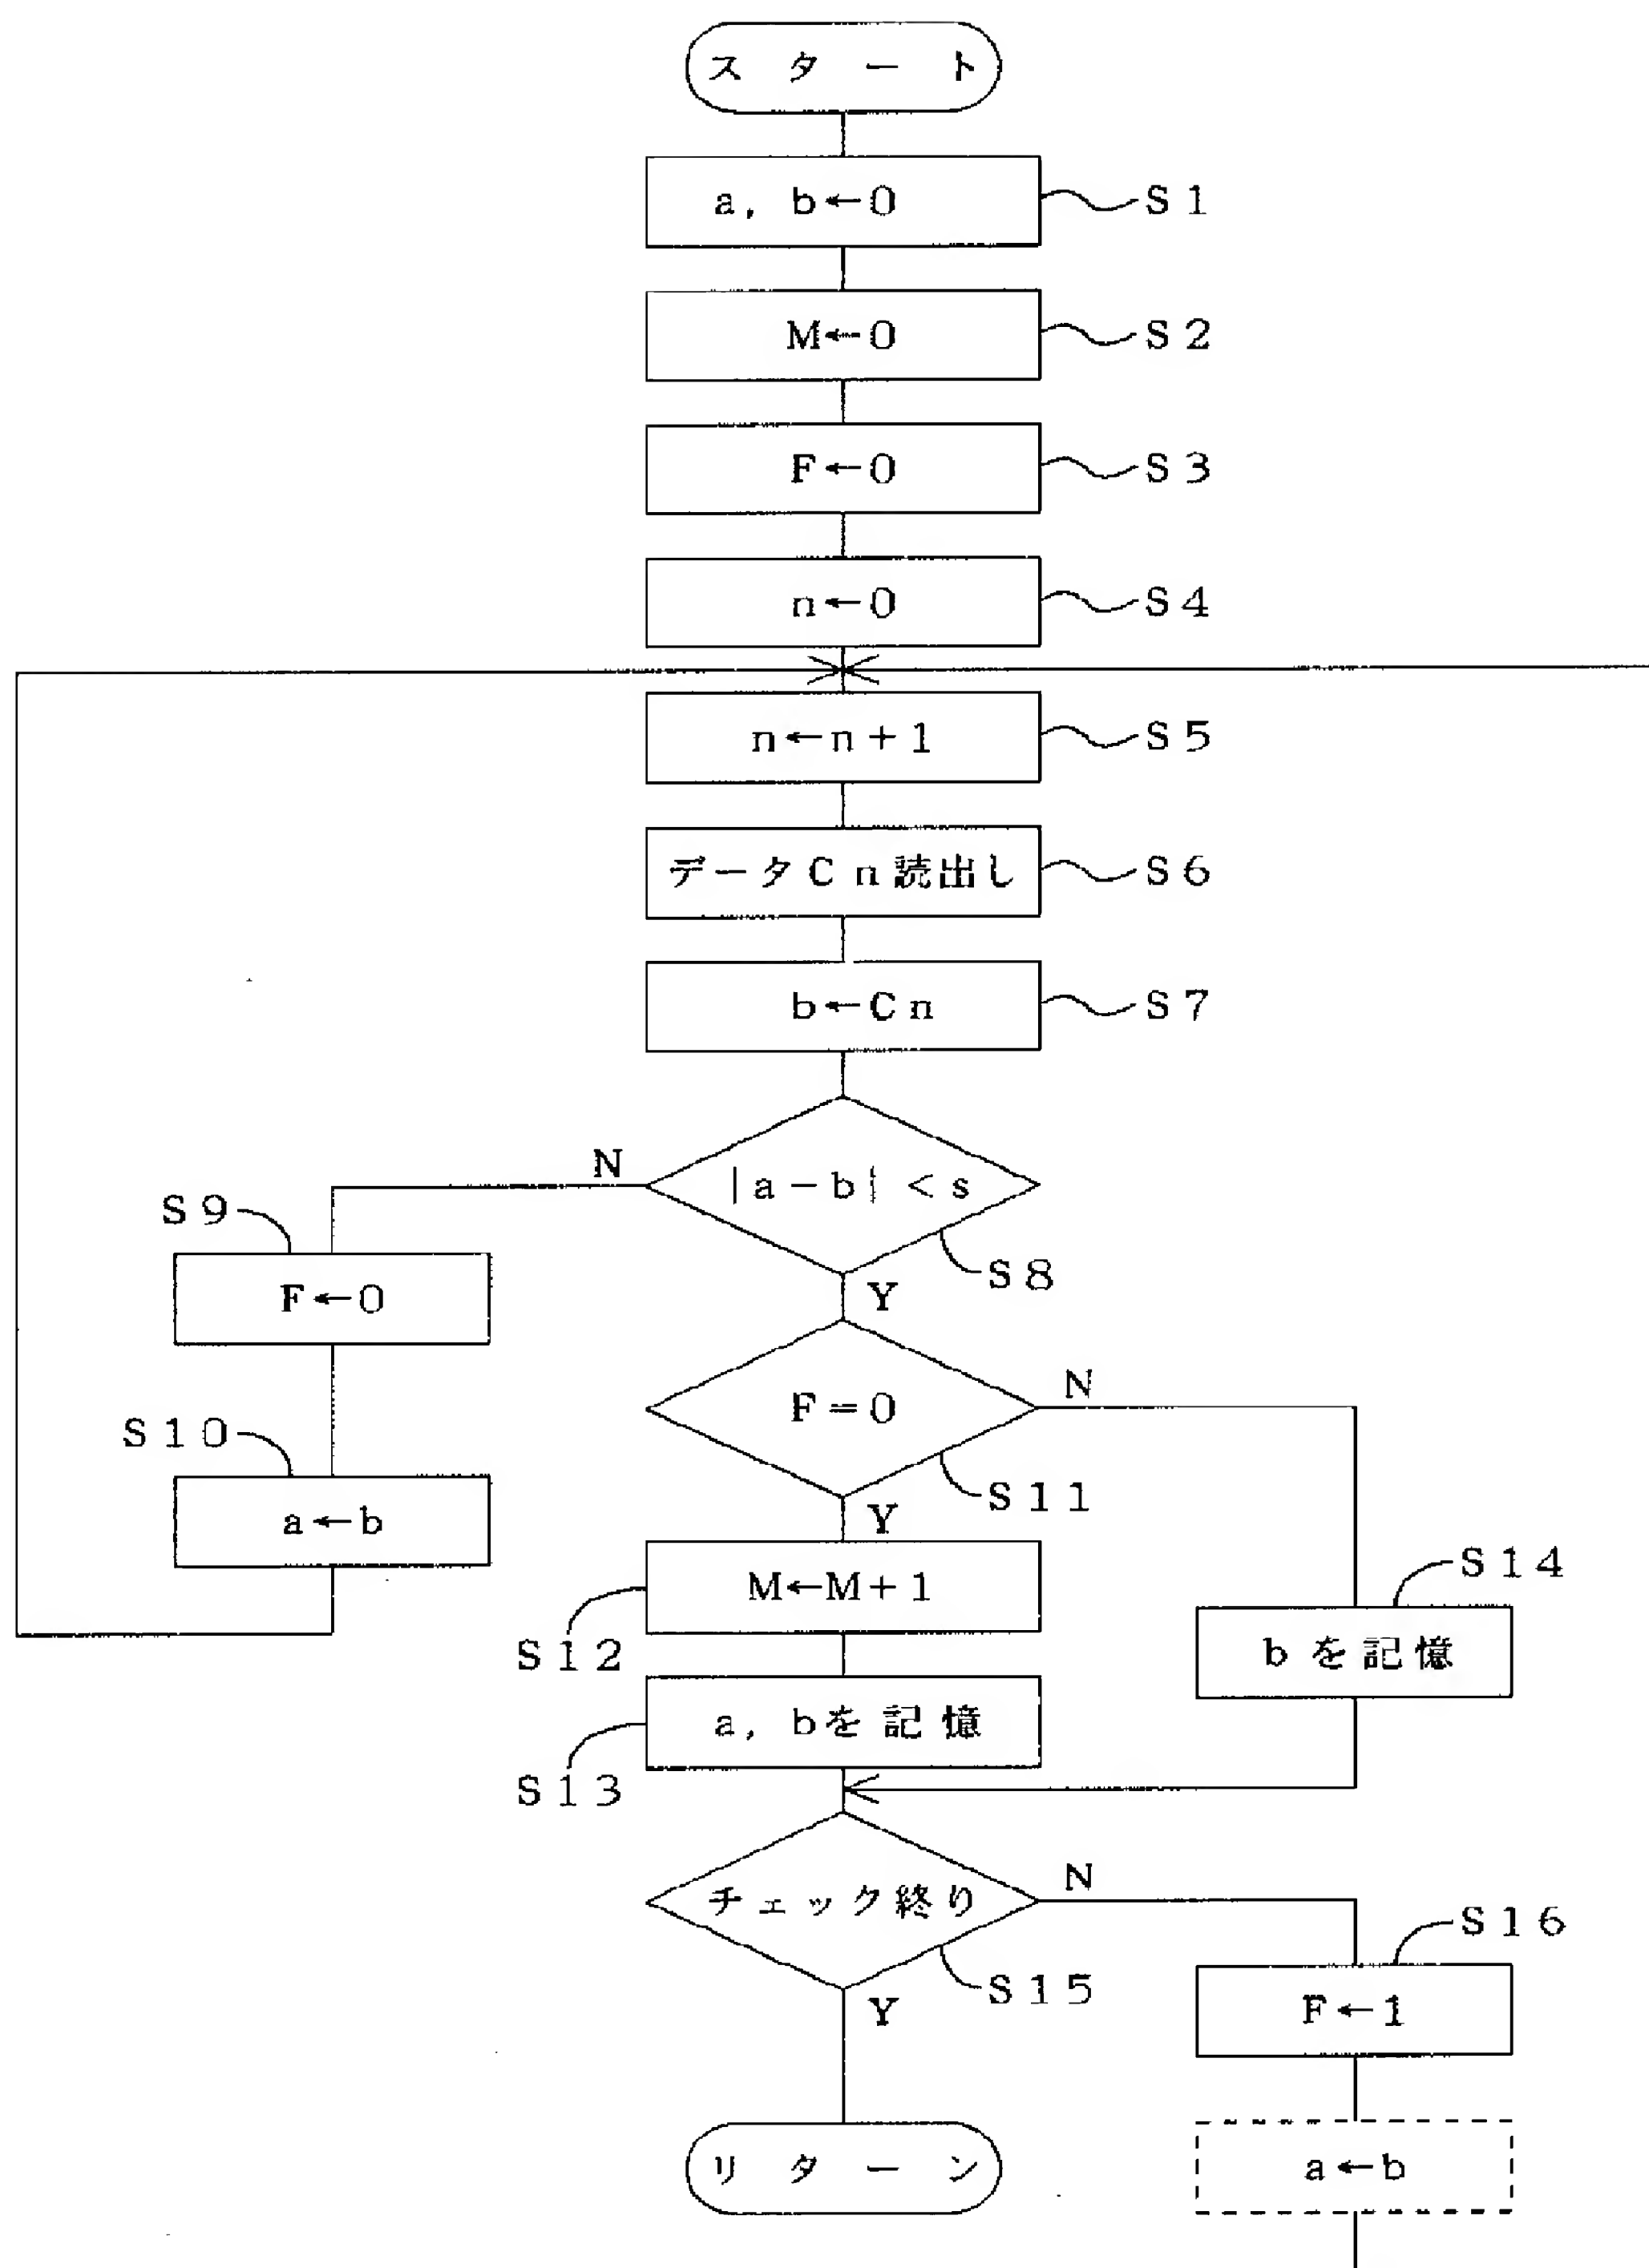 スタート
a, b←0
S1
M←0
S2
F←0
S3
n←0
S4
n←n+1
S5
データCn読出し
S6
b←Cn
S7
|a-b|<s
N
S8
Y
S9
F←0
F=0
N
S10
S11
Y
a←b
M←M+1
S12
S14
bを記憶
a, bを記憶
S13
チェック終り
N
S15
Y
S16
F←1
リターン
a←b